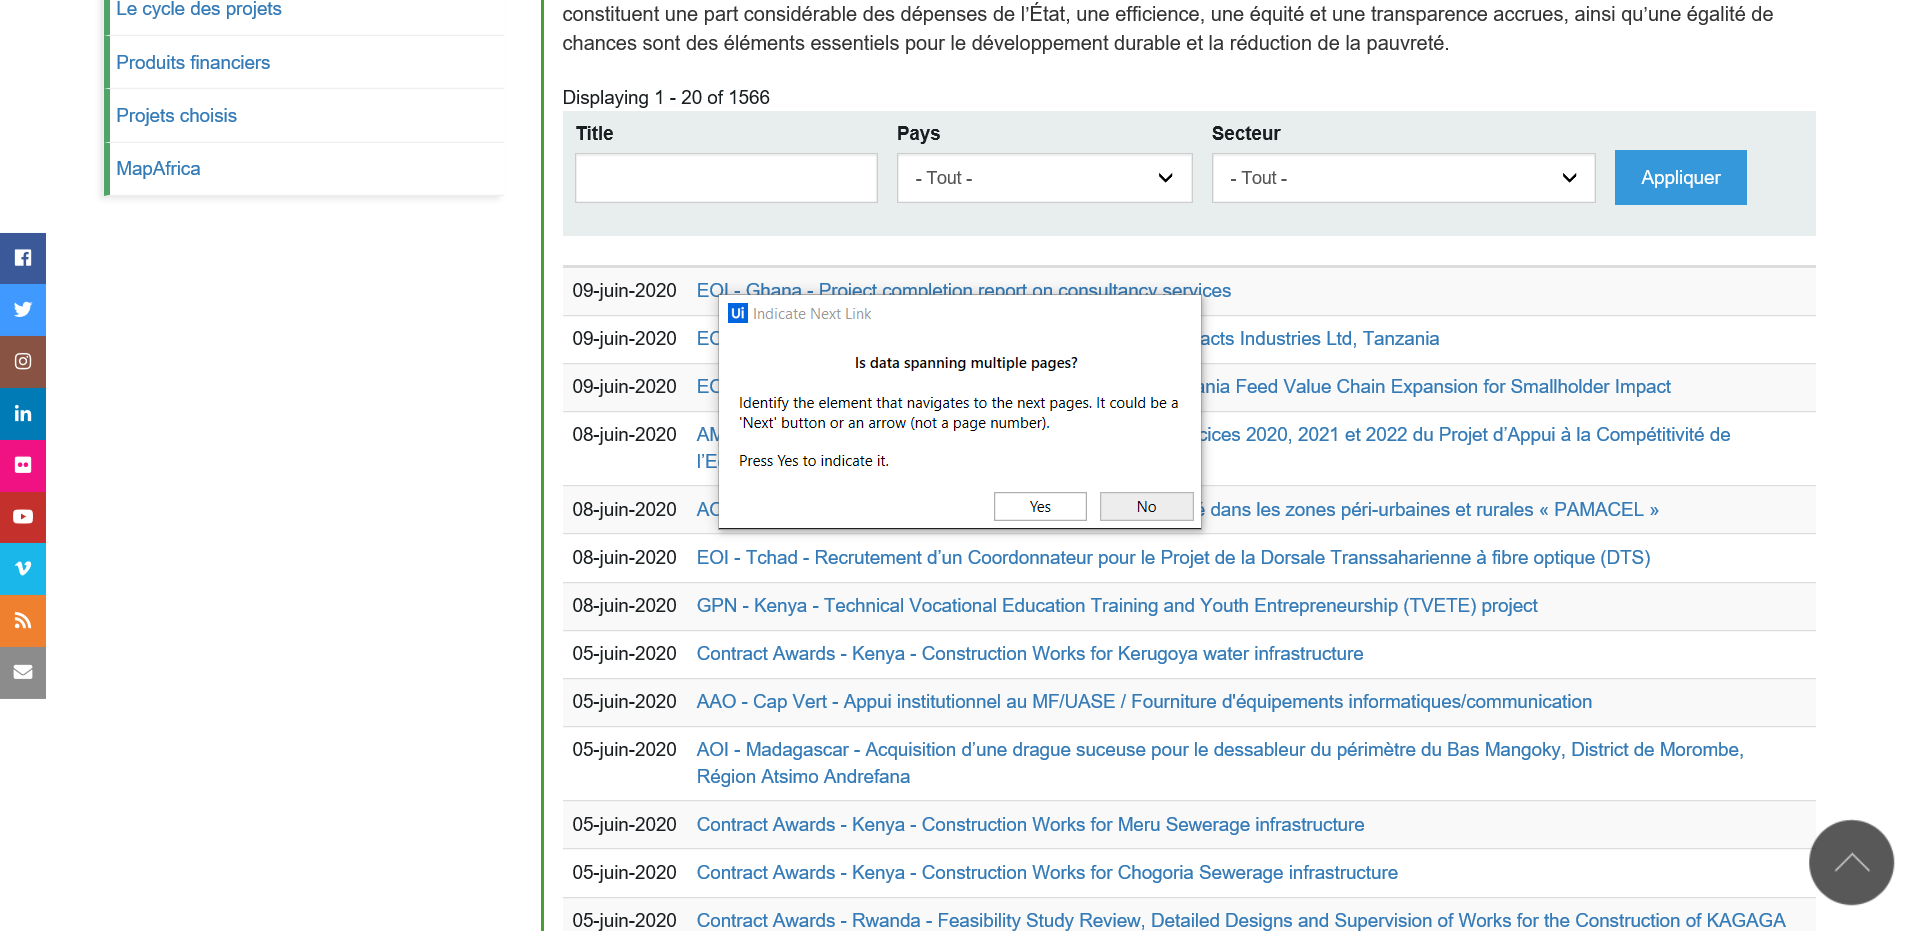 Le cycle des projets
Produits financiers
Projets choisis
MapAfrica
constituent une part considérable des dépenses de l’État, une efficience, une équité et une transparence accrues, ainsi qu’une égalité de
chances sont des éléments essentiels pour le développement durable et la réduction de la pauvreté.
Displaying 1 - 20 of 1566
Title Pays Secteur
- Tout - - Tout - Appliquer
09-juin-2020 EOI - Ghana - Project completion report on consultancy services
09-juin-2020 acts Industries Ltd, Tanzania
09-juin-2020 ania Feed Value Chain Expansion for Smallholder Impact
08-juin-2020 AM cices 2020, 2021 et 2022 du Projet d’Appui à la Compétitivité de
l’E
08-juin-2020 dans les zones péri-urbaines et rurales « PAMACEL »
Ui Indicate Next Link
Is data spanning multiple pages?
Identify the element that navigates to the next pages. It could be a
'Next' button or an arrow (not a page number).
Press Yes to indicate it.
Yes No
08-juin-2020 EOI - Tchad - Recrutement d’un Coordonnateur pour le Projet de la Dorsale Transsaharienne à fibre optique (DTS)
08-juin-2020 GPN - Kenya - Technical Vocational Education Training and Youth Entrepreneurship (TVETE) project
05-juin-2020 Contract Awards - Kenya - Construction Works for Kerugoya water infrastructure
05-juin-2020 AAO - Cap Vert - Appui institutionnel au MF/UASE / Fourniture d'équipements informatiques/communication
05-juin-2020 AOI - Madagascar - Acquisition d’une drague suceuse pour le dessableur du périmètre du Bas Mangoky, District de Morombe,
Région Atsimo Andrefana
05-juin-2020 Contract Awards - Kenya - Construction Works for Meru Sewerage infrastructure
05-juin-2020 Contract Awards - Kenya - Construction Works for Chogoria Sewerage infrastructure
05-juin-2020 Contract Awards - Rwanda - Feasibility Study Review, Detailed Designs and Supervision of Works for the Construction of KAGAGA